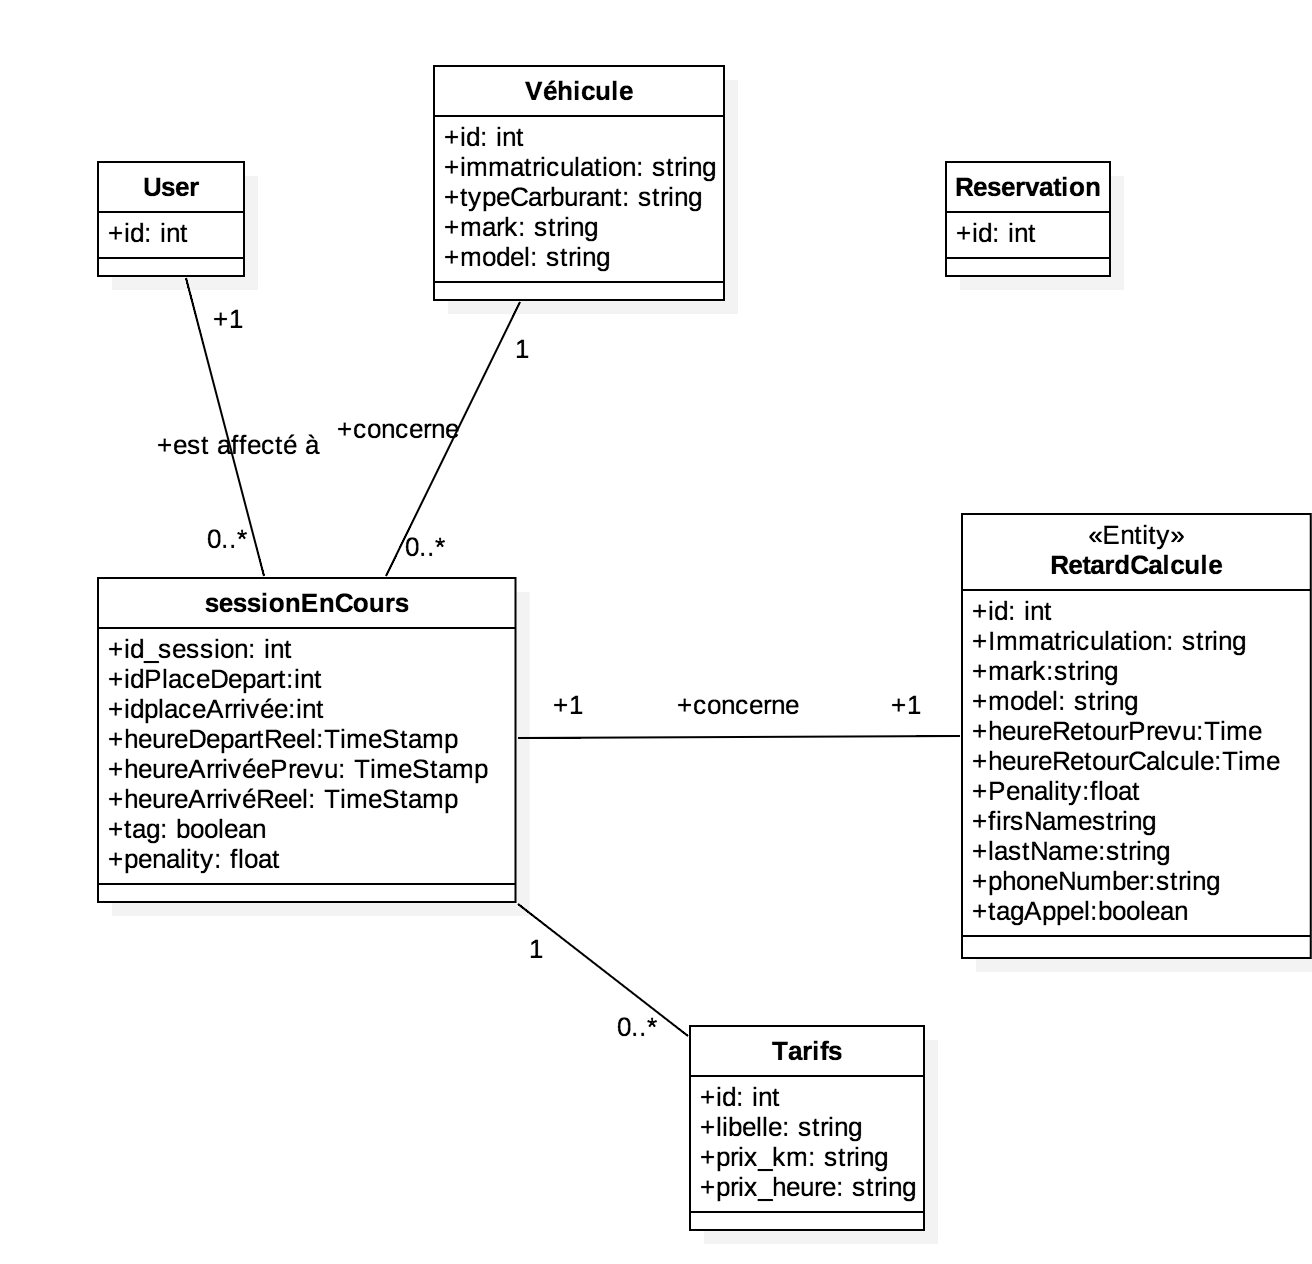 Véhicule
+id: int
+immatriculation: string
+typeCarburant: string
+mark: string
+model: string
User
+id: int
Reservation
+id: int
+1
1
+est affecté à
+concerne
0..*
0..*
sessionEnCours
+id_session: int
+idPlaceDepart:int
+idplaceArrivée:int
+heureDepartReel:TimeStamp
+heureArrivéePrevu: TimeStamp
+heureArrivéReel: TimeStamp
+tag: boolean
+penality: float
+1
+concerne
+1
«Entity»
RetardCalcule
+id: int
+Immatriculation: string
+mark:string
+model: string
+heureRetourPrevu:Time
+heureRetourCalcule:Time
+Penality:float
+firsNamestring
+lastName:string
+phoneNumber:string
+tagAppel:boolean
1
0..*
Tarifs
+id: int
+libelle: string
+prix_km: string
+prix_heure: string